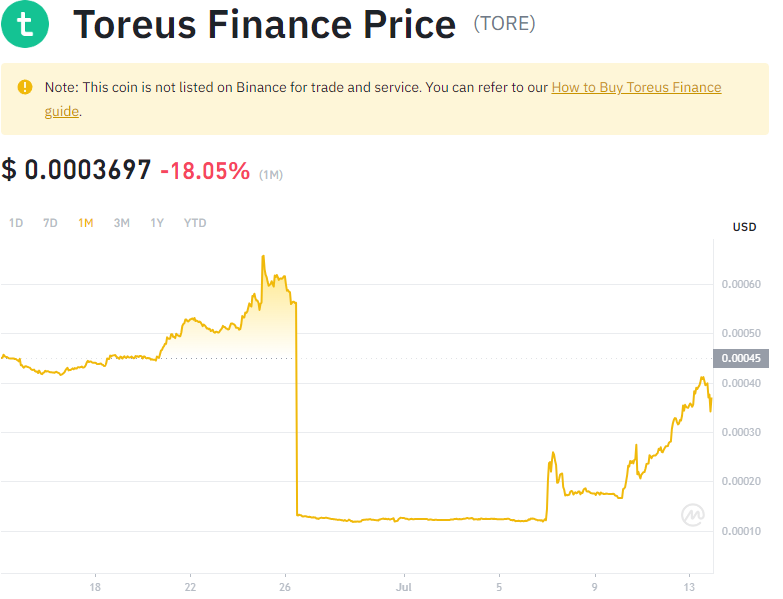 t
Toreus Finance Price (TORE)
Note: This coin is not listed on Binance for trade and service. You can refer to our How to Buy Toreus Finance
guide.
$ 0.0003697 -18.05% (1M)
1D 7D 1M 3M 1Y YTD
USD
0.00060
0.00050
0.00045
0.00040
0.00030
0.00020
0.00010
18 22 26 Jul 5 9 13